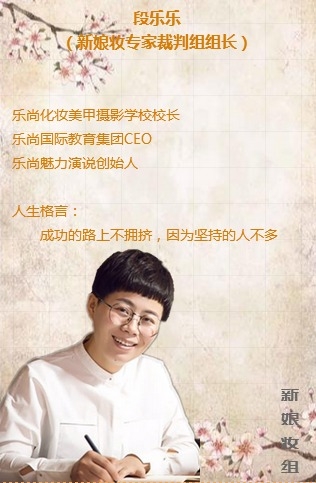 段乐乐
（新娘妆专家裁判组组长）
乐尚化妆美甲摄影学校校长
乐尚国际教育集团CEO
乐尚魅力演说创始人
人生格言：
成功的路上不拥挤，因为坚持的人不多
新娘妆组